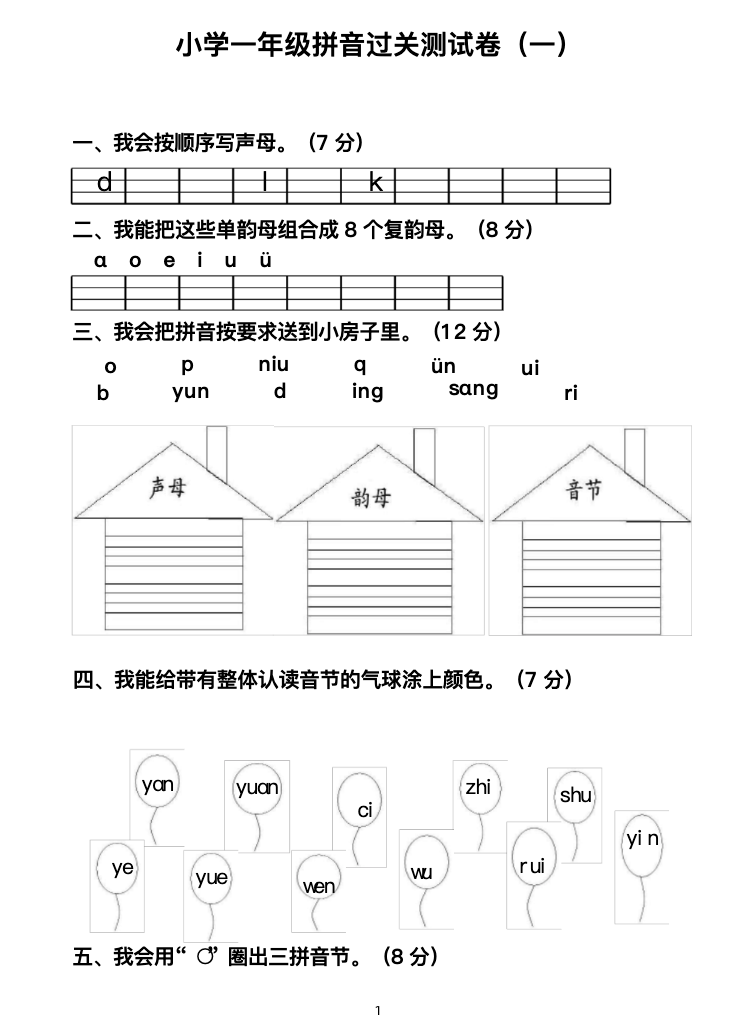 小学一年级拼音过关测试卷（一）
一、我会按顺序写声母。（7 分）
d l k
二、我能把这些单韵母组合成 8 个复韵母。（8 分）
ɑ o e i u ü
三、我会把拼音按要求送到小房子里。（12 分）
o p niu q ün ui
b yun d ing sɑng ri
声母 韵母 音节
四、我能给带有整体认读音节的气球涂上颜色。（7 分）
yɑn yuɑn ci zhi shu yi n
ye yue wen wu r ui
五、我会用“ ”圈出三拼音节。（8 分）
1